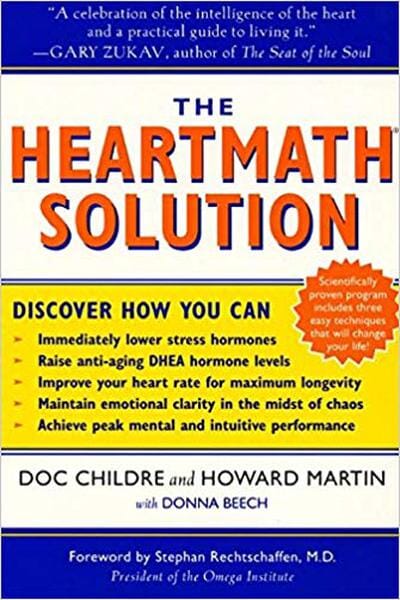 "a celebration of the intelligence of the heart
and a practical guide to living it."
—GARY ZUKAV, author of The Seat of the Soul
THE
HEARTMATH®
SOLUTION
Scientifically
proven program
includes three
easy techniques
that will change
your life!
DISCOVER HOW YOU CAN
➢ Immediately lower stress hormones
➢ Raise anti-aging DHEA hormone levels
➢ Improve your heart rate for maximum longevity
➢ Maintain emotional clarity in the midst of chaos
➢ Achieve peak mental and intuitive performance
DOC CHILDRE and HOWARD MARTIN
with DONNA BEECH
Foreword by Stephan Rechtschaffen, M.D.
President of the Omega Institute